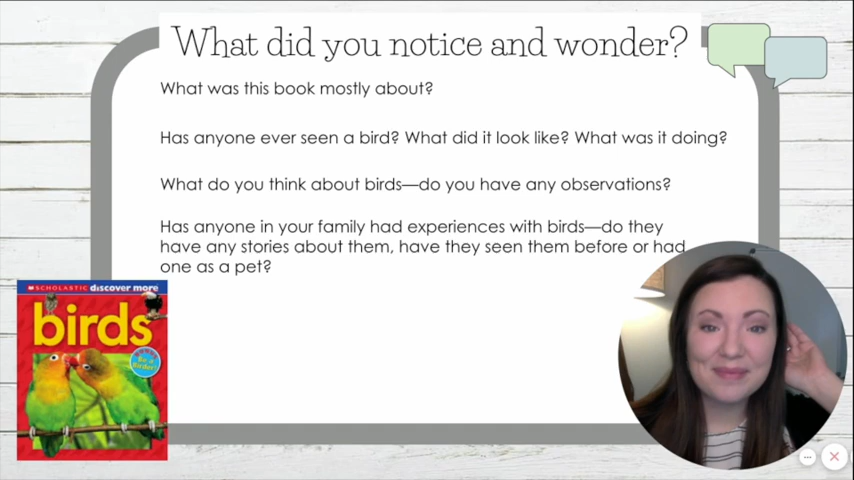 What did you notice and wonder?
What was this book mostly about?
Has anyone ever seen a bird? What did it look like? What was it doing?
What do you think about birds—do you have any observations?
Has anyone in your family had experiences with birds—do they
have any stories about them, have they seen them before or had
one as a pet?
SCHOLASTIC discover more
birds
Be a
Birder!